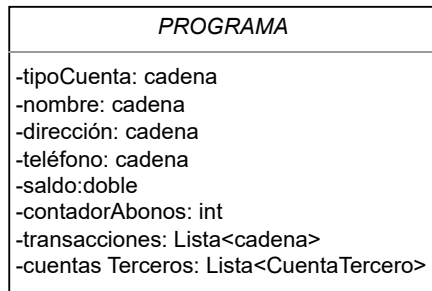 PROGRAMA
-tipoCuenta: cadena
-nombre: cadena
-dirección: cadena
-teléfono: cadena
-saldo:doble
-contadorAbonos: int
-transacciones: Lista<cadena>
-cuentas Terceros: Lista<CuentaTercero>